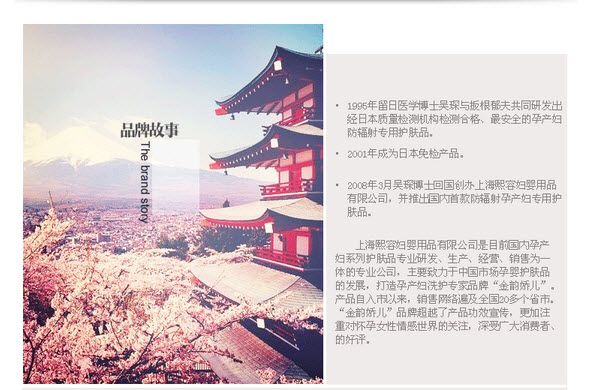 品牌故事
The brand story
• 1995年留日医学博士吴琛与扳根郁夫共同研发出
经日本质量检测机构检测合格、最安全的孕产妇
防辐射专用护肤品。
• 2001年成为日本免检产品。
• 2008年3月吴琛博士回国创办上海熙容妇婴用品
有限公司，并推出国内首款防辐射孕产妇专用护
肤品。
上海熙容妇婴用品有限公司是目前国内孕产
妇系列护肤品专业研发、生产、经营、销售为一
体的专业公司，主要致力于中国市场孕婴护肤品
的发展，打造孕产妇洗护专家品牌“金韵娇儿”。
产品自入市以来，销售网络遍及全国20多个省市。
“金韵娇儿”品牌超越了产品功效宣传，更加注
重对怀孕女性情感世界的关注，深受广大消费者、
的好评。